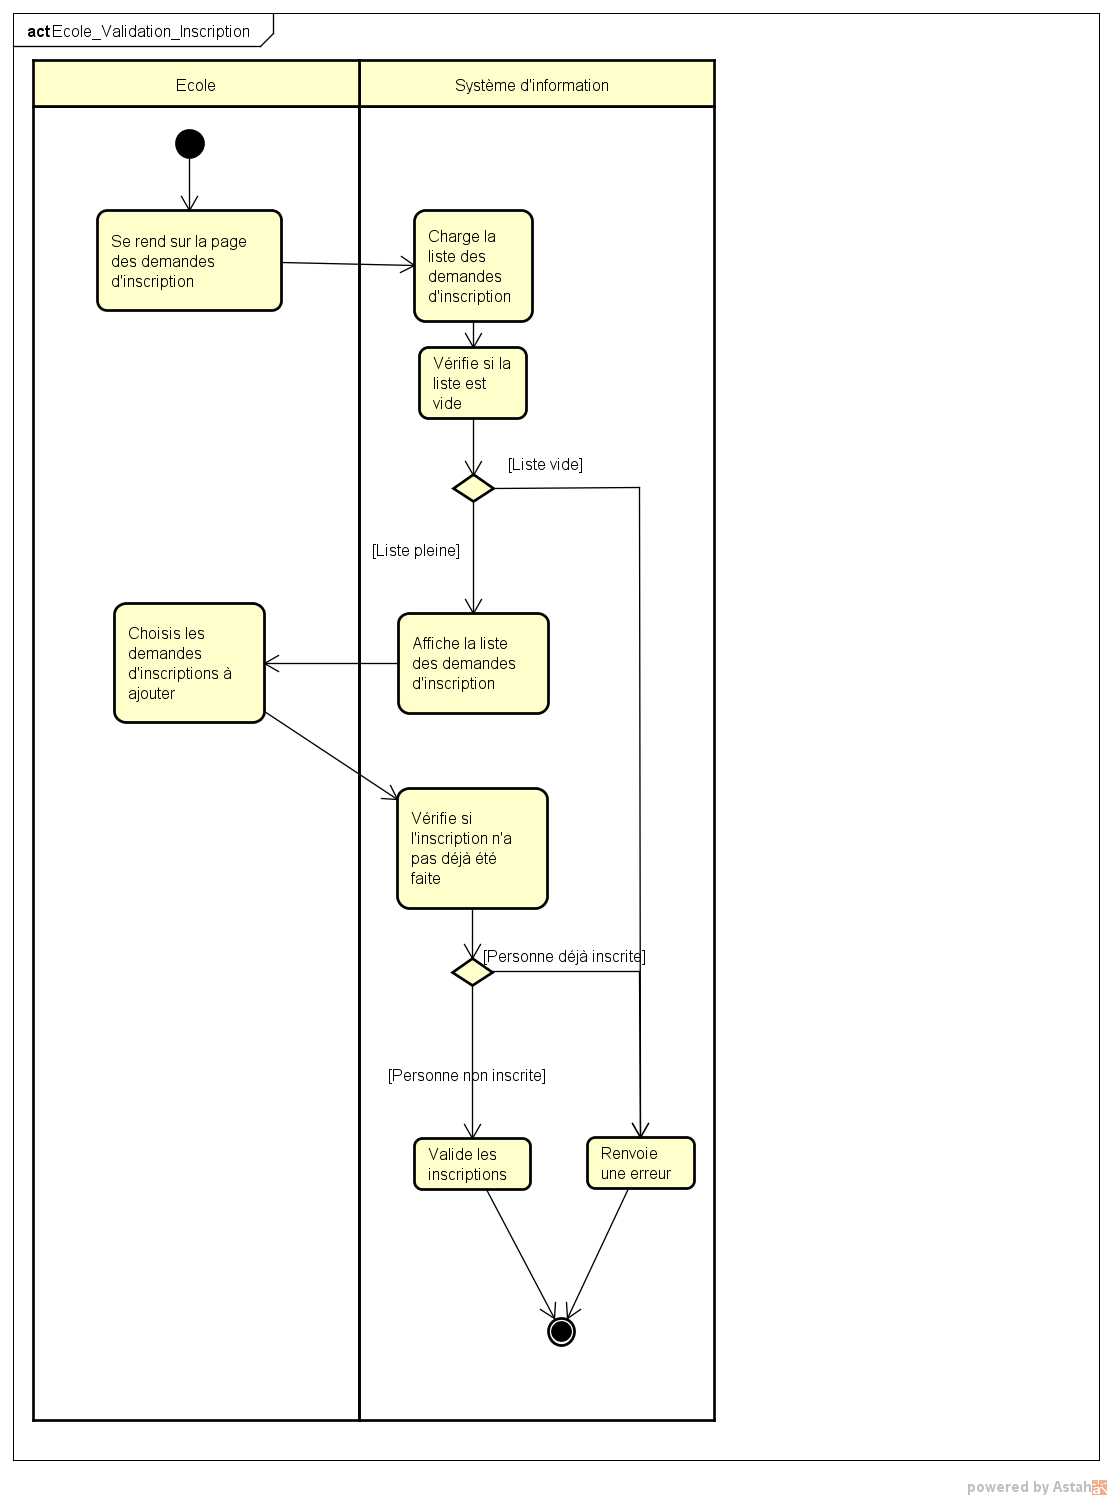 act Ecole_Validation_Inscription
Ecole
Système d'information
Se rend sur la page
des demandes
d'inscription
Charge la
liste des
demandes
d'inscription
Vérifie si la
liste est
vide
[Liste vide]
[Liste pleine]
Choisis les
demandes
d'inscriptions à
ajouter
Affiche la liste
des demandes
d'inscription
Vérifie si
l'inscription n'a
pas déjà été
faite
[Personne déjà inscrite]
[Personne non inscrite]
Valide les
inscriptions
Renvoie
une erreur
powered by Astah